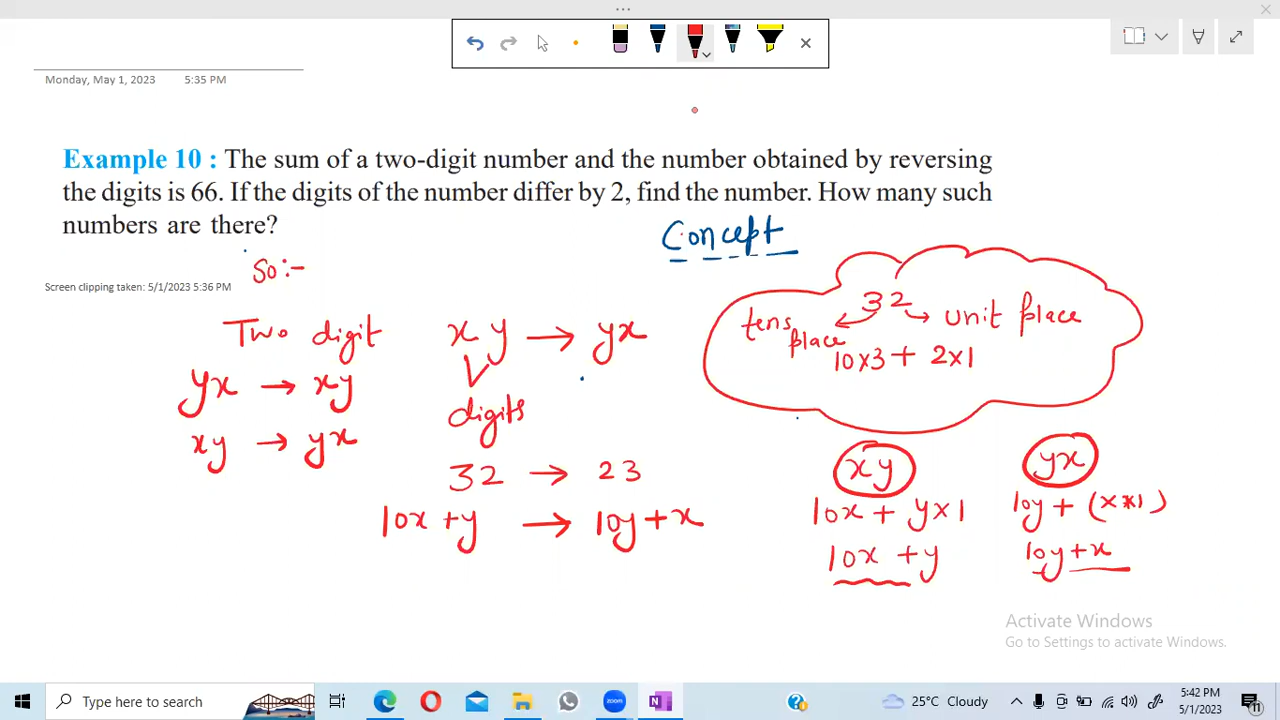 Monday, May 1, 2023 5:35 PM
Example 10 : The sum of a two-digit number and the number obtained by reversing
the digits is 66. If the digits of the number differ by 2, find the number. How many such
numbers are there?
Concept
So:-
Screen clipping taken: 5/1/2023 5:36 PM
32
tens place
unit place
10x3 + 2x1
Two digit xy → yx
yx → xy
digits
xy → yx
32 → 23
10x + y → 10y + x
xy yx
10x + yx1 10y + (x*1)
10x + y 10y + x
Activate Windows
Go to Settings to activate Windows.
Type here to search
zoom
N
25°C Cloudy
5:42 PM
5/1/2023
11